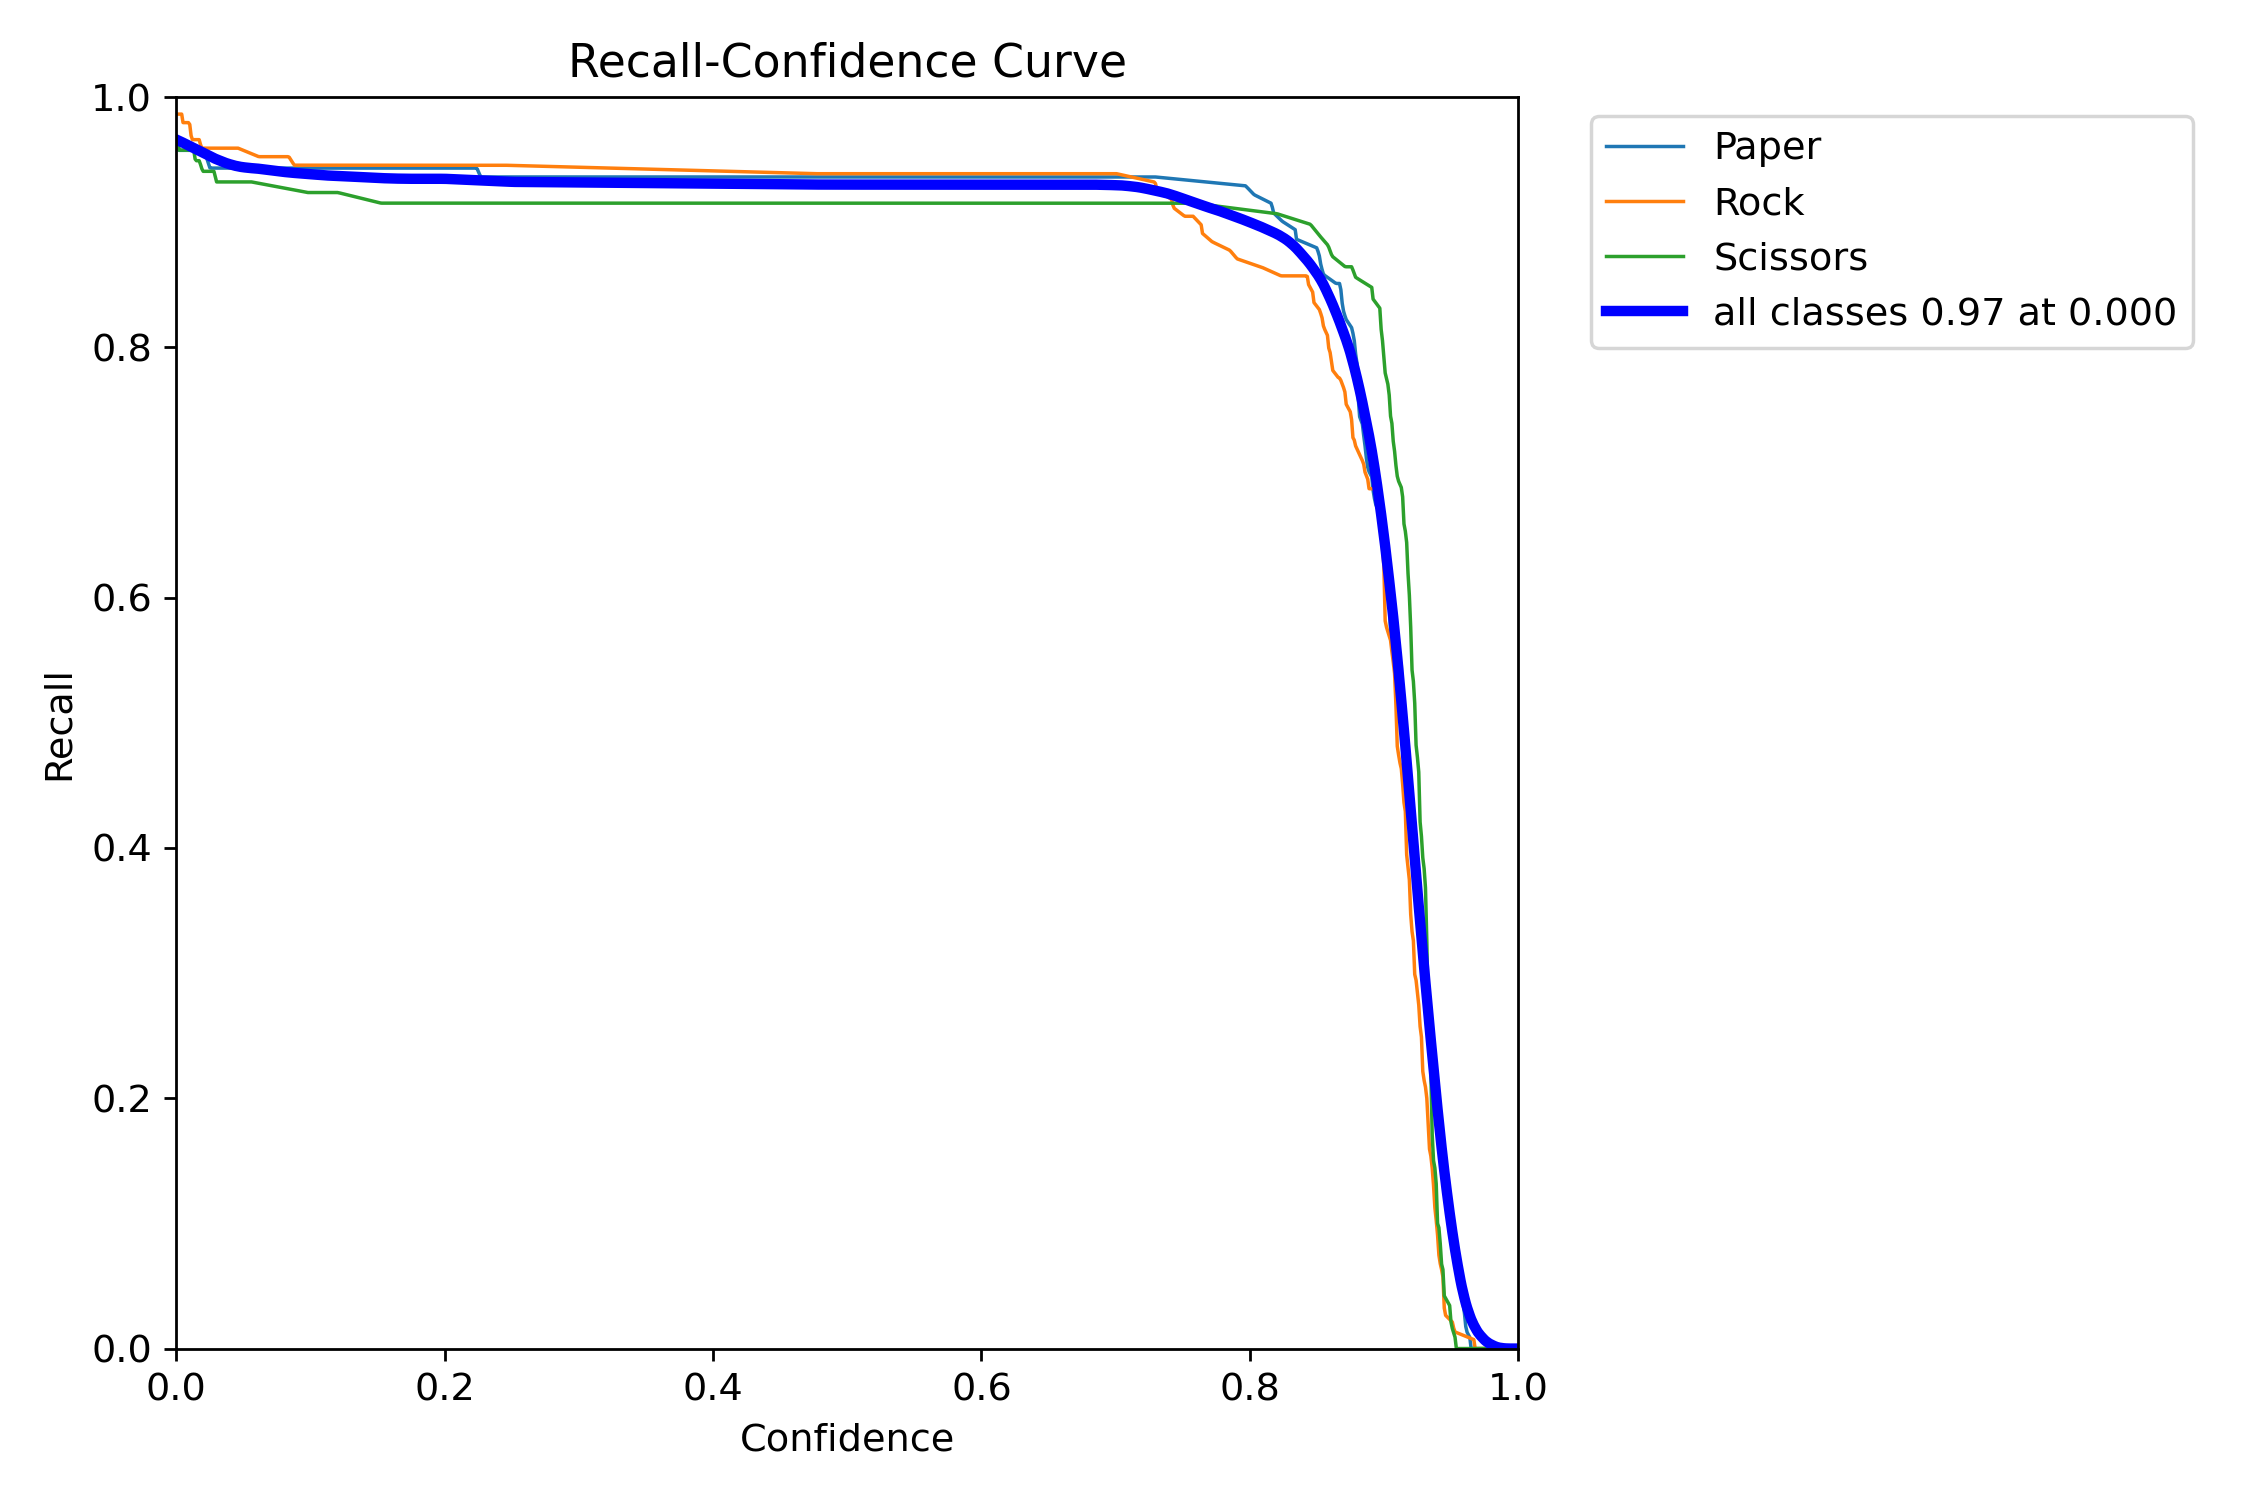 Recall-Confidence Curve
1.0
0.8
0.6
0.4
0.2
0.0
Recall
0.0 0.2 0.4 0.6 0.8 1.0
Confidence
Paper
Rock
Scissors
all classes 0.97 at 0.000